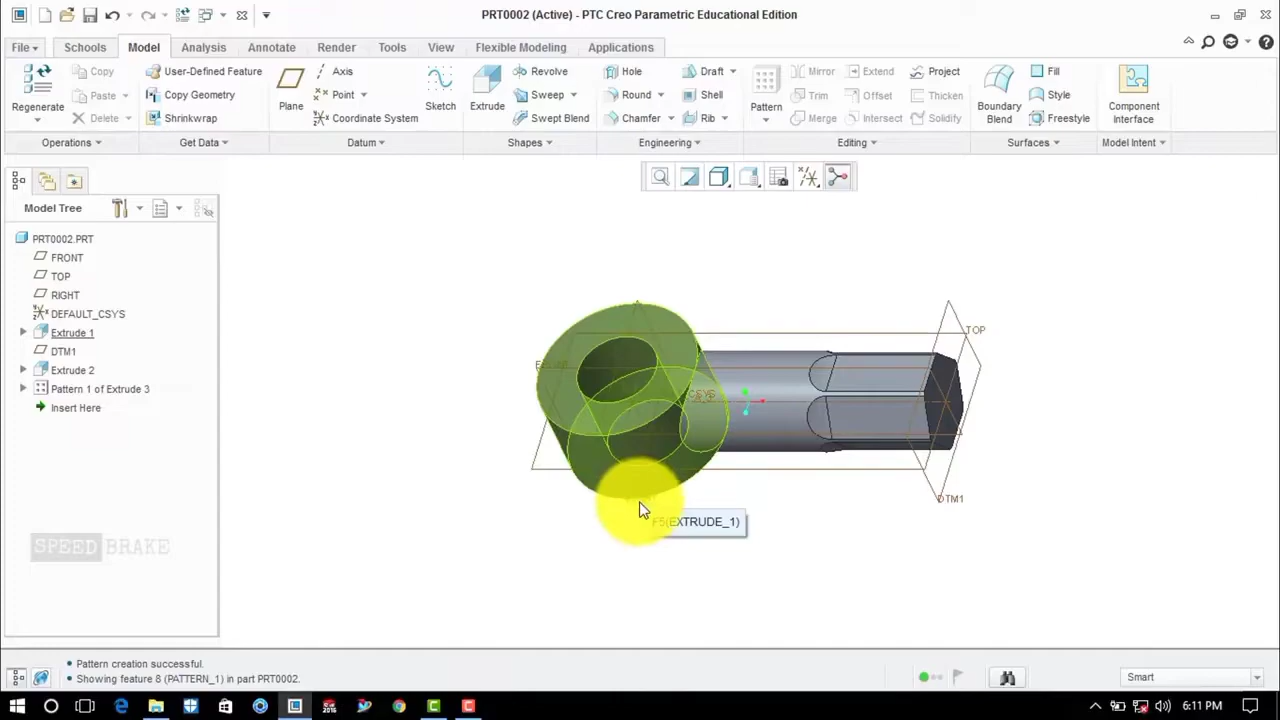 PRT0002 (Active) - PTC Creo Parametric Educational Edition
File Schools Model Analysis Annotate Render Tools View Flexible Modeling Applications
Regenerate
Copy
Paste
Delete
Operations
User-Defined Feature
Copy Geometry
Shrinkwrap
Get Data
Plane
Axis
Point
Coordinate System
Sketch
Datum
Extrude
Revolve
Sweep
Swept Blend
Shapes
Hole
Round
Chamfer
Draft
Shell
Rib
Engineering
Pattern
Mirror
Trim
Merge
Extend
Offset
Intersect
Project
Thicken
Solidify
Editing
Boundary
Blend
Fill
Style
Freestyle
Surfaces
Component
Interface
Model Intent
Model Tree
PRT0002.PRT
FRONT
TOP
RIGHT
DEFAULT_CSYS
Extrude 1
DTM1
Extrude 2
Pattern 1 of Extrude 3
Insert Here
TOP
DTM1
F5(EXTRUDE_1)
SPEED BRAKE
Pattern creation successful.
Showing feature 8 (PATTERN_1) in part PRT0002.
Smart
6:11 PM